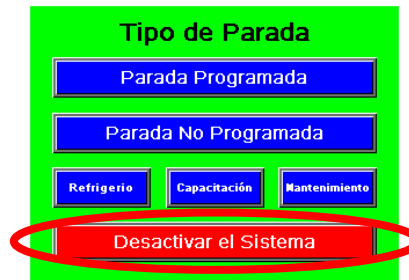 Tipo de Parada
Parada Programada
Parada No Programada
Refrigerio Capacitación Mantenimiento
Desactivar el Sistema